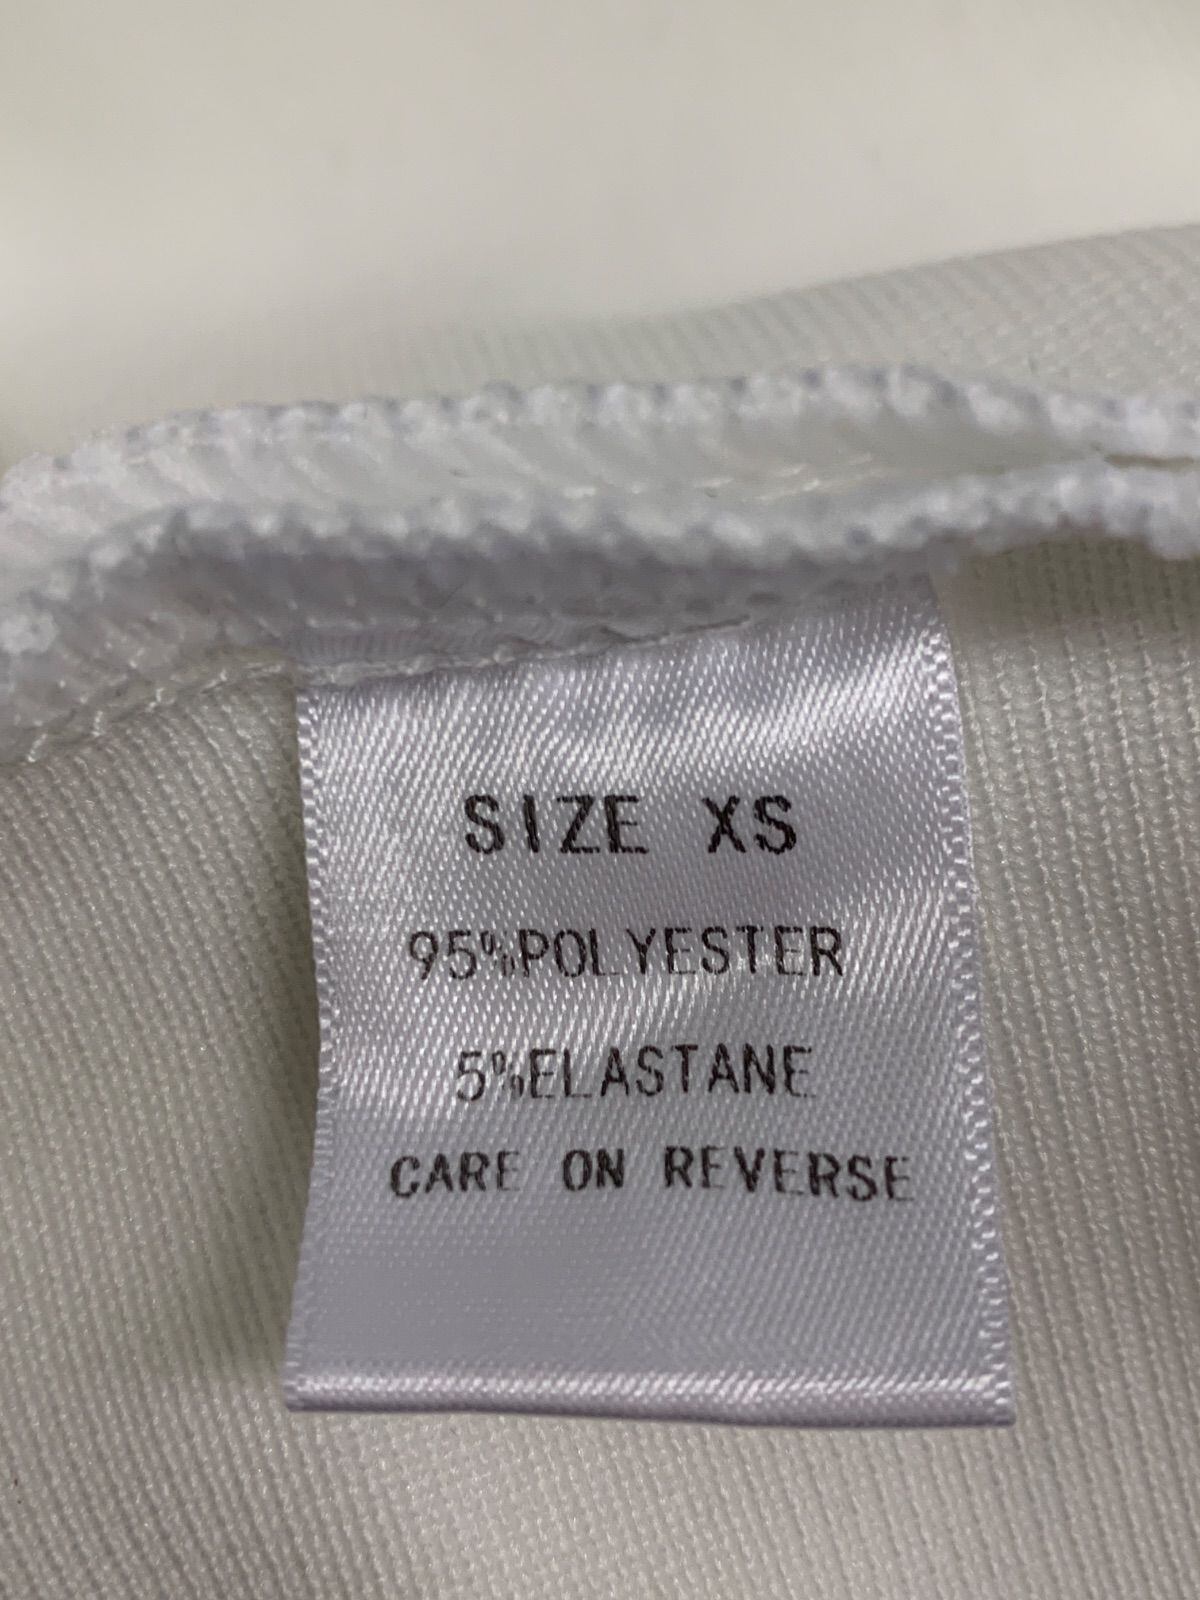 SIZE XS
95%POLYESTER
5%ELASTANE
CARE ON REVERSE